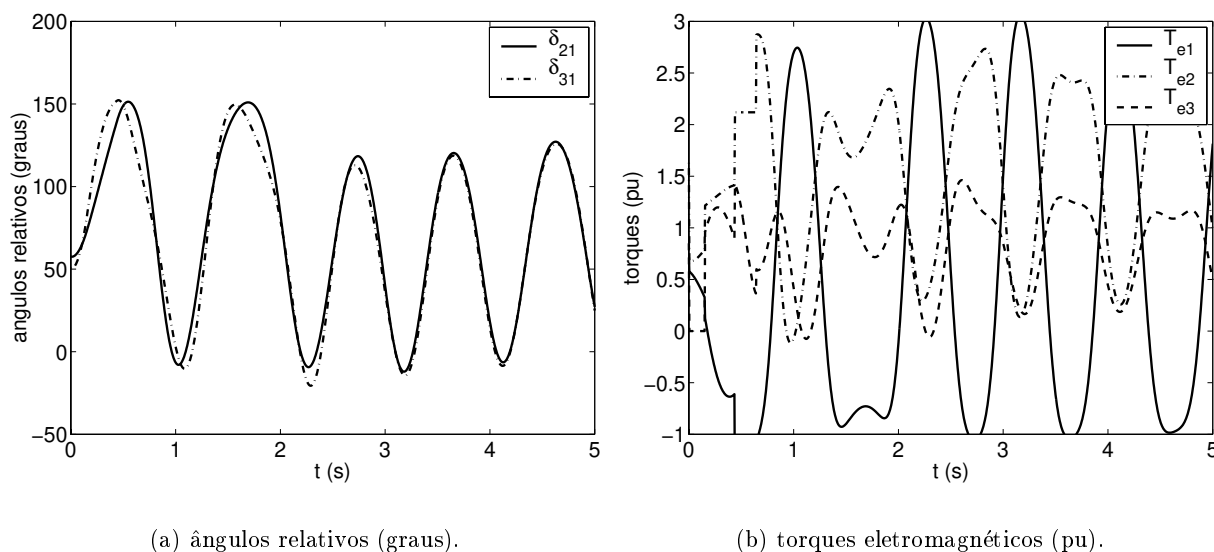 200
150
100
50
0
−50
0 1 2 3 4 5
ângulos relativos (graus)
t (s)
δ21
δ31
3
2.5
2
1.5
1
0.5
0
−0.5
−1
0 1 2 3 4 5
torques (pu)
t (s)
Te1
Te2
Te3
(a) ângulos relativos (graus).
(b) torques eletromagnéticos (pu).